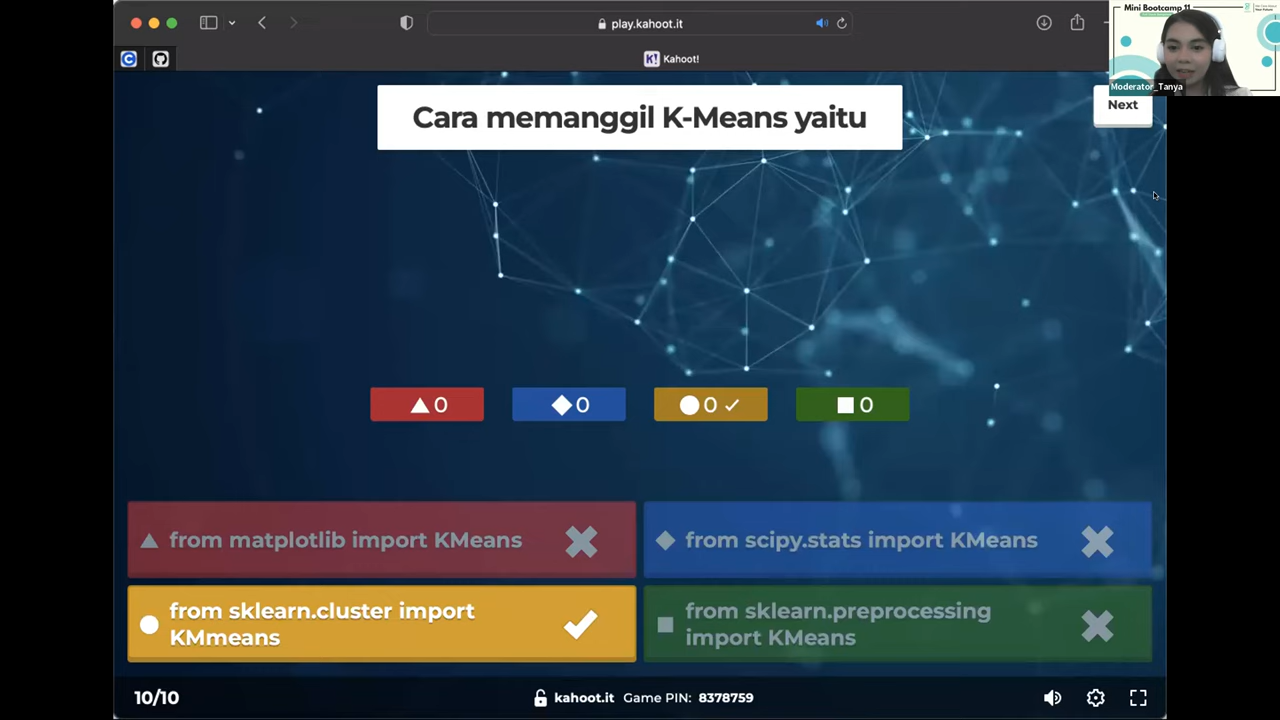 play.kahoot.it
K! Kahoot!
Mini Bootcamp 11
Moderator_Tanya
Next
Cara memanggil K-Means yaitu
0
0
0
0
from matplotlib import KMeans
from scipy.stats import KMeans
from sklearn.cluster import
KMmeans
from sklearn.preprocessing
import KMeans
10/10
kahoot.it Game PIN: 8378759